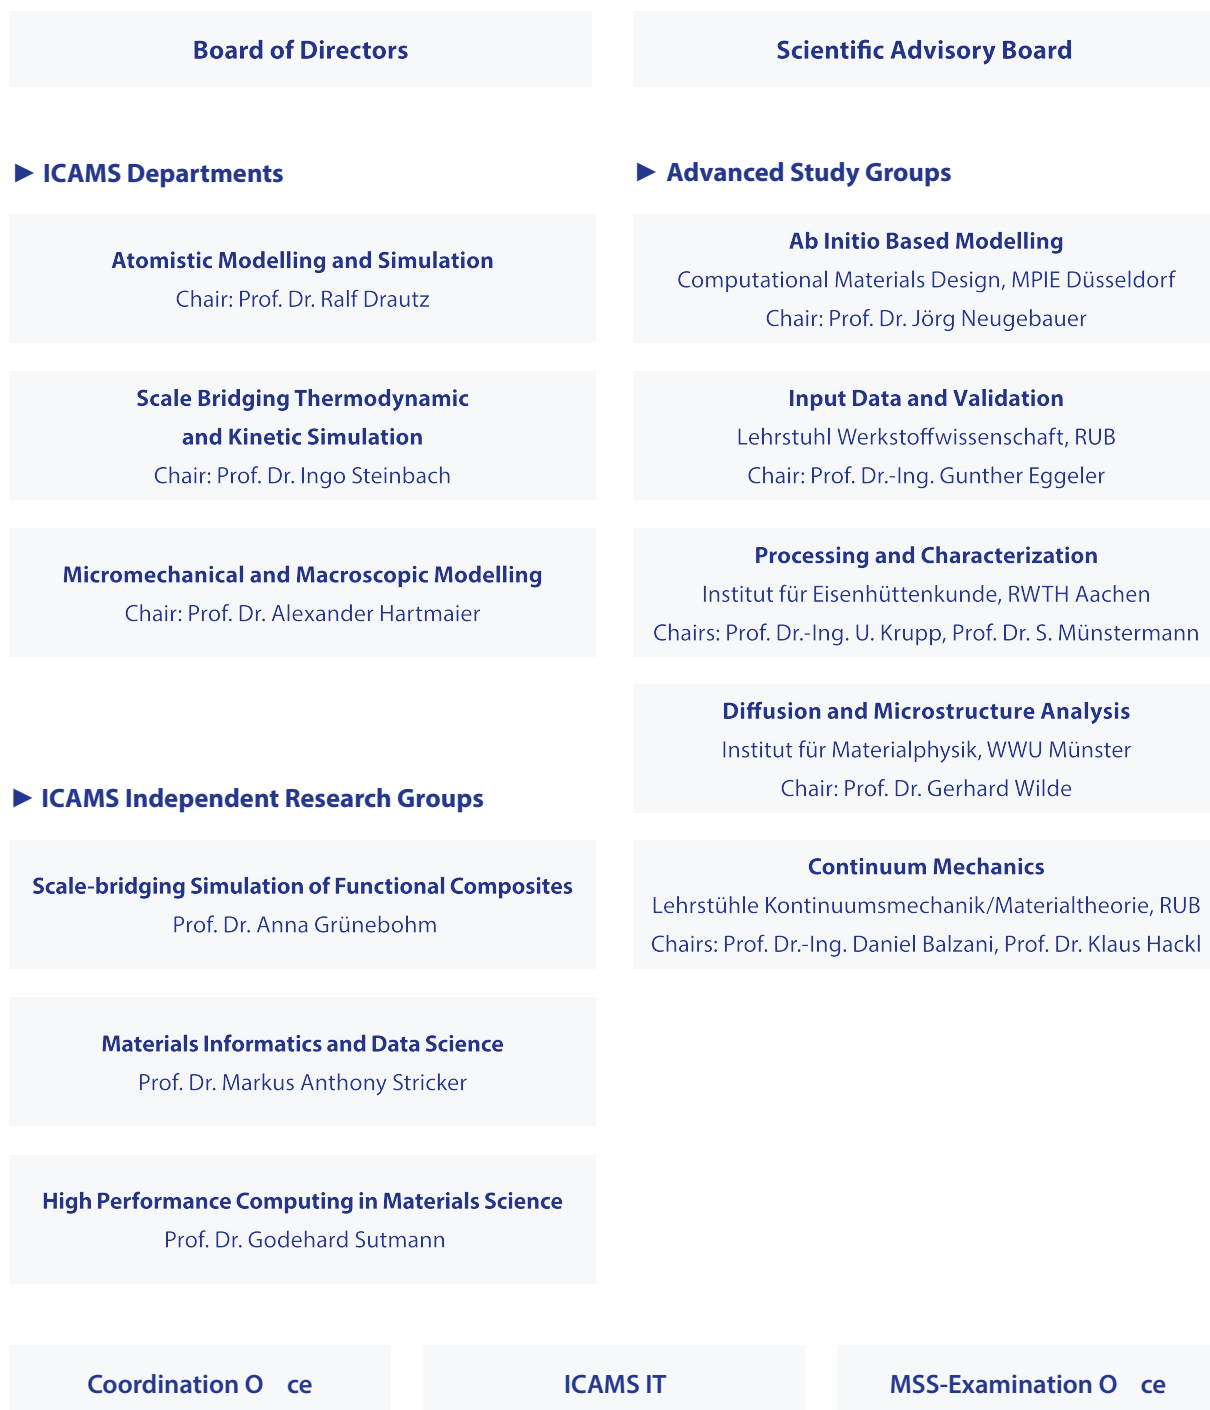 Board of Directors
Scientific Advisory Board
► ICAMS Departments
Atomistic Modelling and Simulation
Chair: Prof. Dr. Ralf Drautz
Scale Bridging Thermodynamic
and Kinetic Simulation
Chair: Prof. Dr. Ingo Steinbach
Micromechanical and Macroscopic Modelling
Chair: Prof. Dr. Alexander Hartmaier
► ICAMS Independent Research Groups
Scale-bridging Simulation of Functional Composites
Prof. Dr. Anna Grünebohm
Materials Informatics and Data Science
Prof. Dr. Markus Anthony Stricker
High Performance Computing in Materials Science
Prof. Dr. Godehard Sutmann
► Advanced Study Groups
Ab Initio Based Modelling
Computational Materials Design, MPIE Düsseldorf
Chair: Prof. Dr. Jörg Neugebauer
Input Data and Validation
Lehrstuhl Werkstoffwissenschaft, RUB
Chair: Prof. Dr.-Ing. Gunther Eggeler
Processing and Characterization
Institut für Eisenhüttenkunde, RWTH Aachen
Chairs: Prof. Dr.-Ing. U. Krupp, Prof. Dr. S. Münstermann
Diffusion and Microstructure Analysis
Institut für Materialphysik, WWU Münster
Chair: Prof. Dr. Gerhard Wilde
Continuum Mechanics
Lehrstühle Kontinuumsmechanik/Materialtheorie, RUB
Chairs: Prof. Dr.-Ing. Daniel Balzani, Prof. Dr. Klaus Hackl
Coordination O ce
ICAMS IT
MSS-Examination O ce